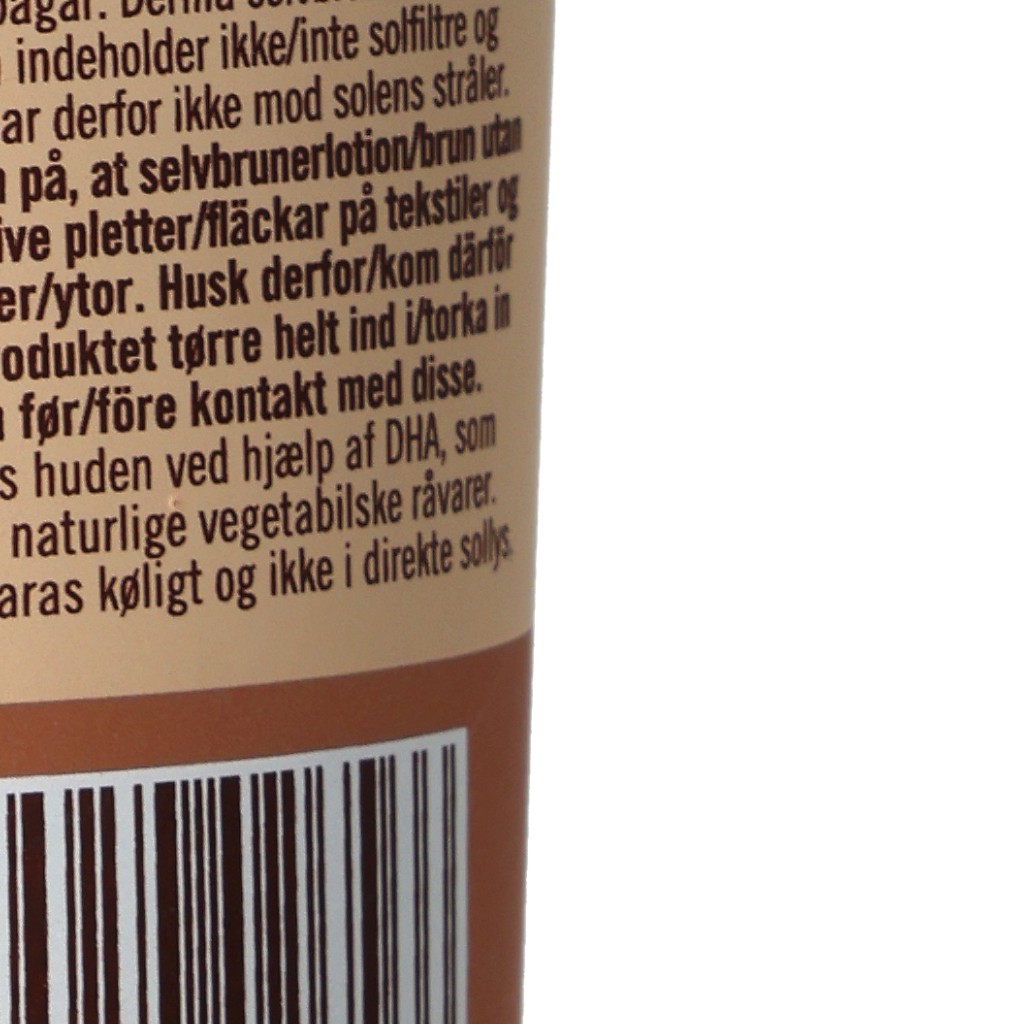 indeholder ikke/inte solfiltre og
ar derfor ikke mod solens stråler.
på, at selvbrunerlotion/brun utan
ive pletter/fläckar på tekstiler og
er/ytor. Husk derfor/kom därför
oduktet tørre helt ind i/torka in
før/före kontakt med disse.
s huden ved hjælp af DHA, som
naturlige vegetabilske råvarer.
aras køligt og ikke i direkte sollys.